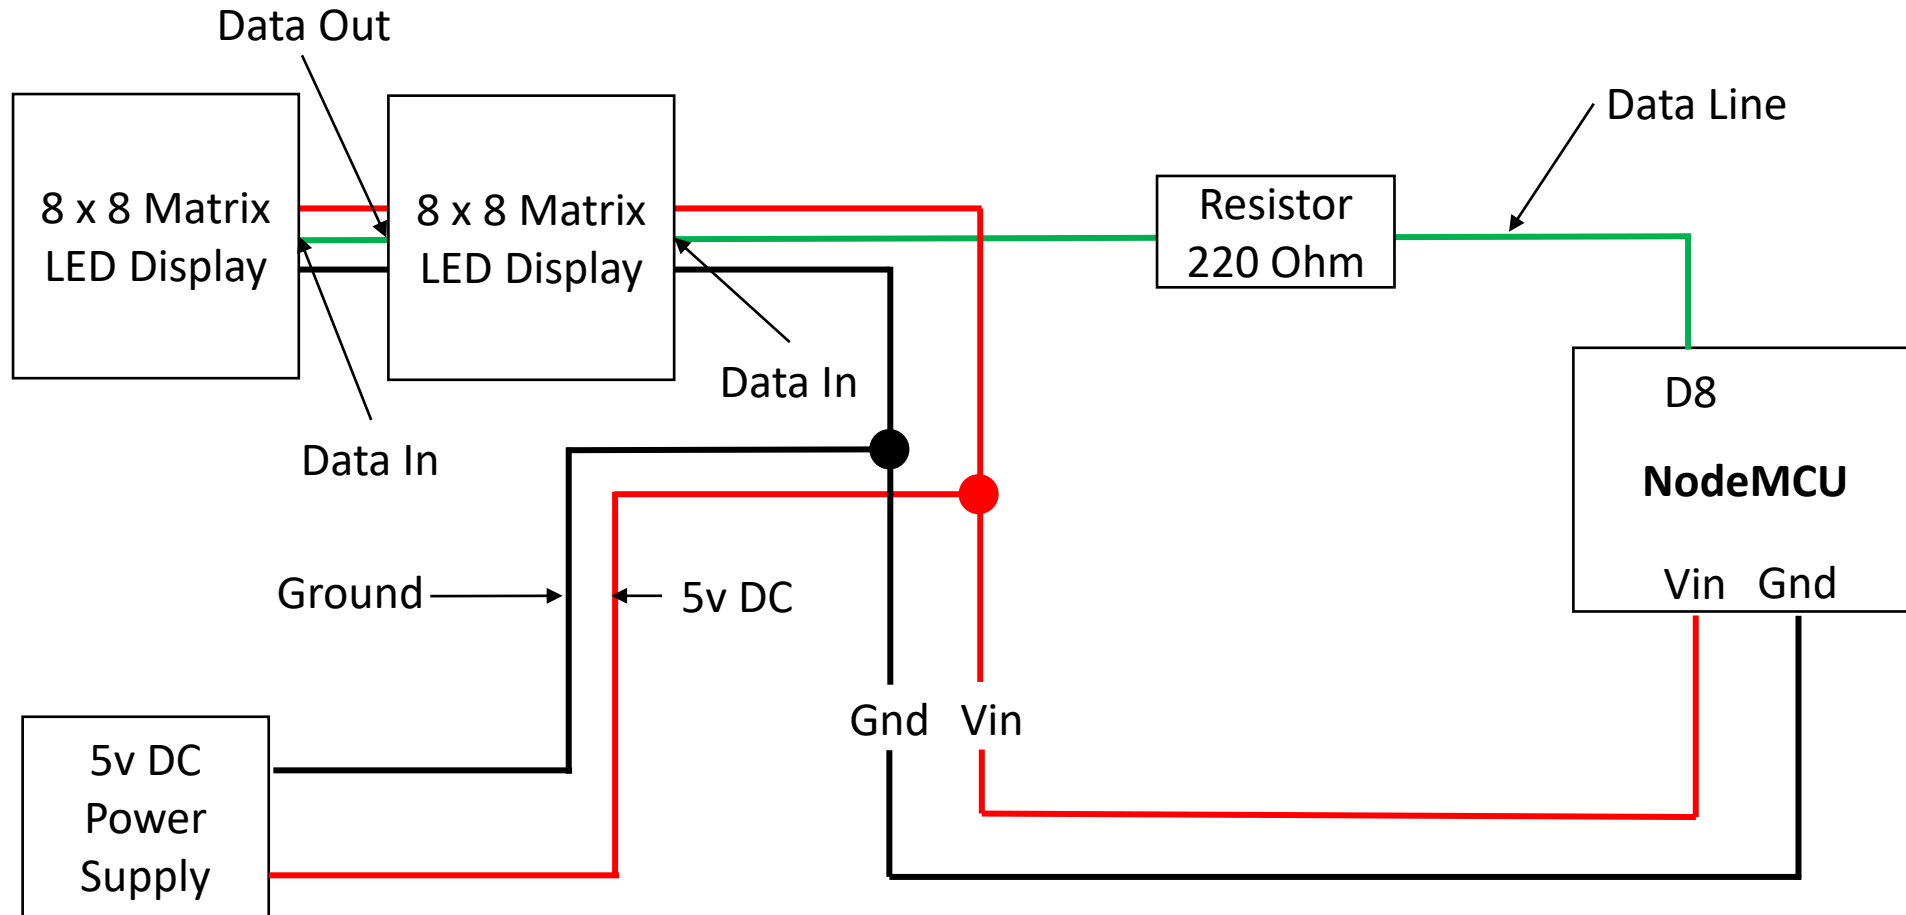 Data Out
Data Line
8 x 8 Matrix
LED Display
8 x 8 Matrix
LED Display
Resistor
220 Ohm
Data In
Data In
D8
NodeMCU
Vin Gnd
Ground
5v DC
Gnd Vin
5v DC
Power
Supply